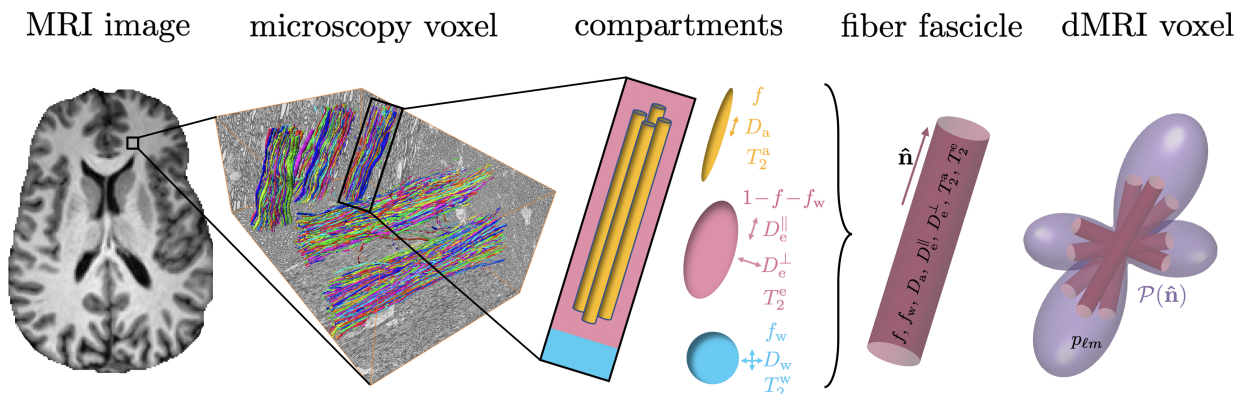 MRI image
microscopy voxel
compartments
fiber fascicle
dMRI voxel
f
D_a
T_2^a
1−f−f_w
D_e^∥
D_e^⊥
T_2^e
f_w
D_w
T_2^w
n̂
f, f_w, D_a, D_e^∥, D_e^⊥, T_2^a, T_2^e
𝒫(n̂)
p_ℓm